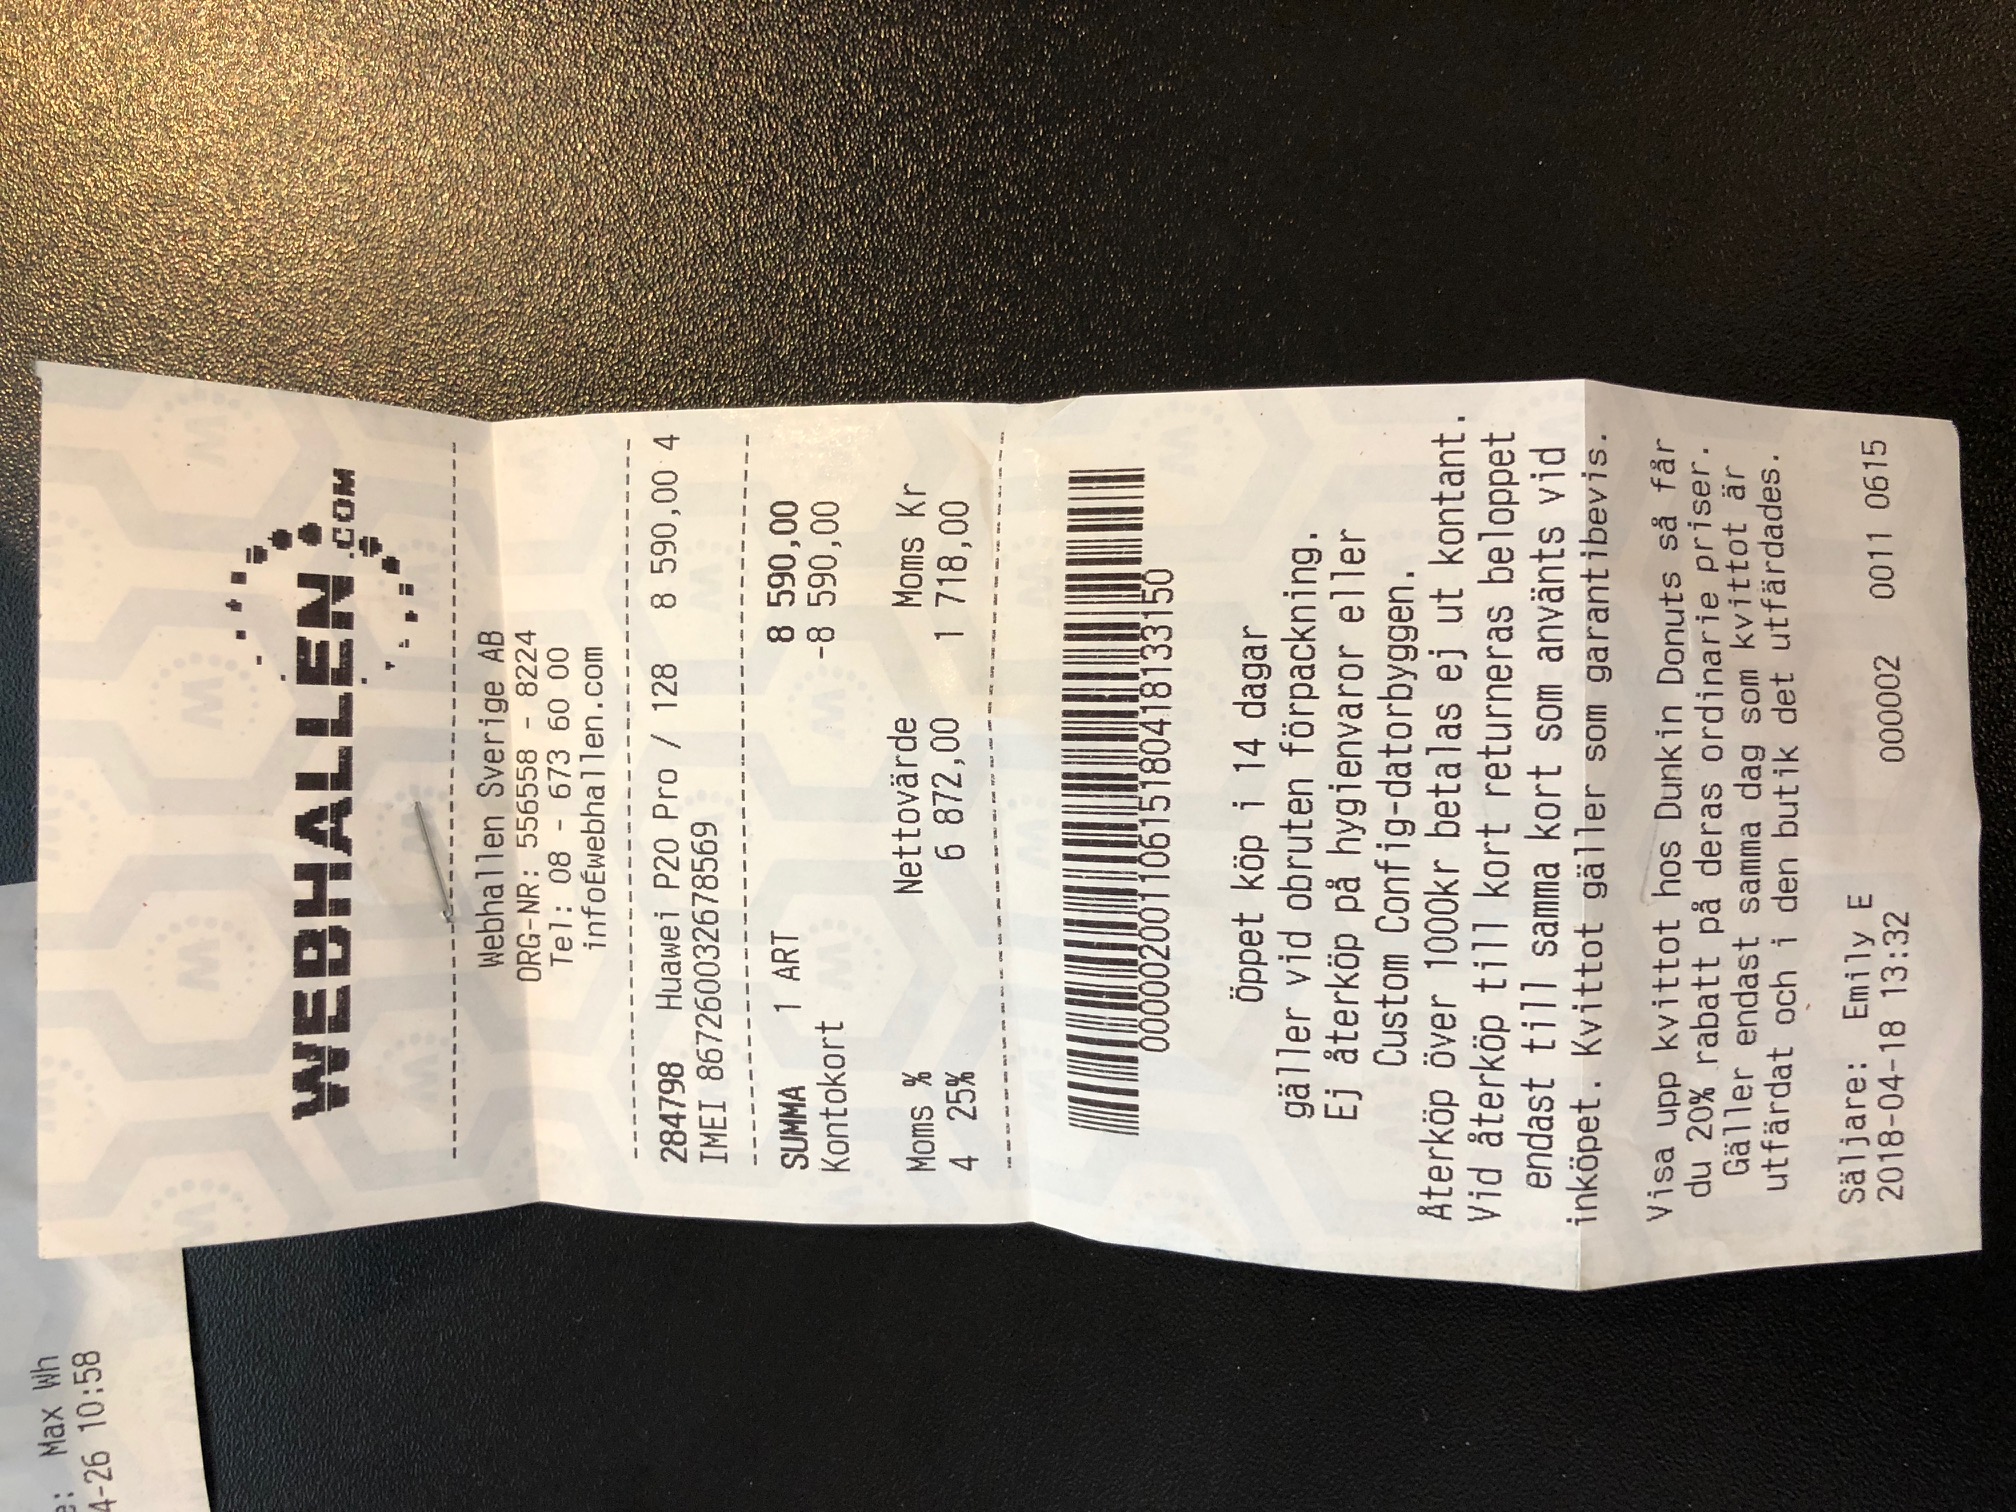 e: Max Wh
4-26 10:58
WEBHALLEN.COM
Webhallen Sverige AB
ORG-NR: 556558 - 8224
Tel: 08 - 673 60 00
infoÉwebhallen.com
284798 Huawei P20 Pro / 128 8 590,00 4
IMEI 867260032678569
SUMMA 1 ART 8 590,00
Kontokort -8 590,00
Moms % Nettovärde Moms Kr
4 25% 6 872,00 1 718,00
00000200110615180418133150
Öppet köp i 14 dagar
gäller vid obruten förpackning.
Ej återköp på hygienvaror eller
Custom Config-datorbyggen.
Återköp över 1000kr betalas ej ut kontant.
Vid återköp till kort returneras beloppet
endast till samma kort som använts vid
inköpet. Kvittot gäller som garantibevis.
Visa upp kvittot hos Dunkin Donuts så får
du 20% rabatt på deras ordinarie priser.
Gäller endast samma dag som kvittot är
utfärdat och i den butik det utfärdades.
Säljare: Emily E
2018-04-18 13:32 000002 0011 0615